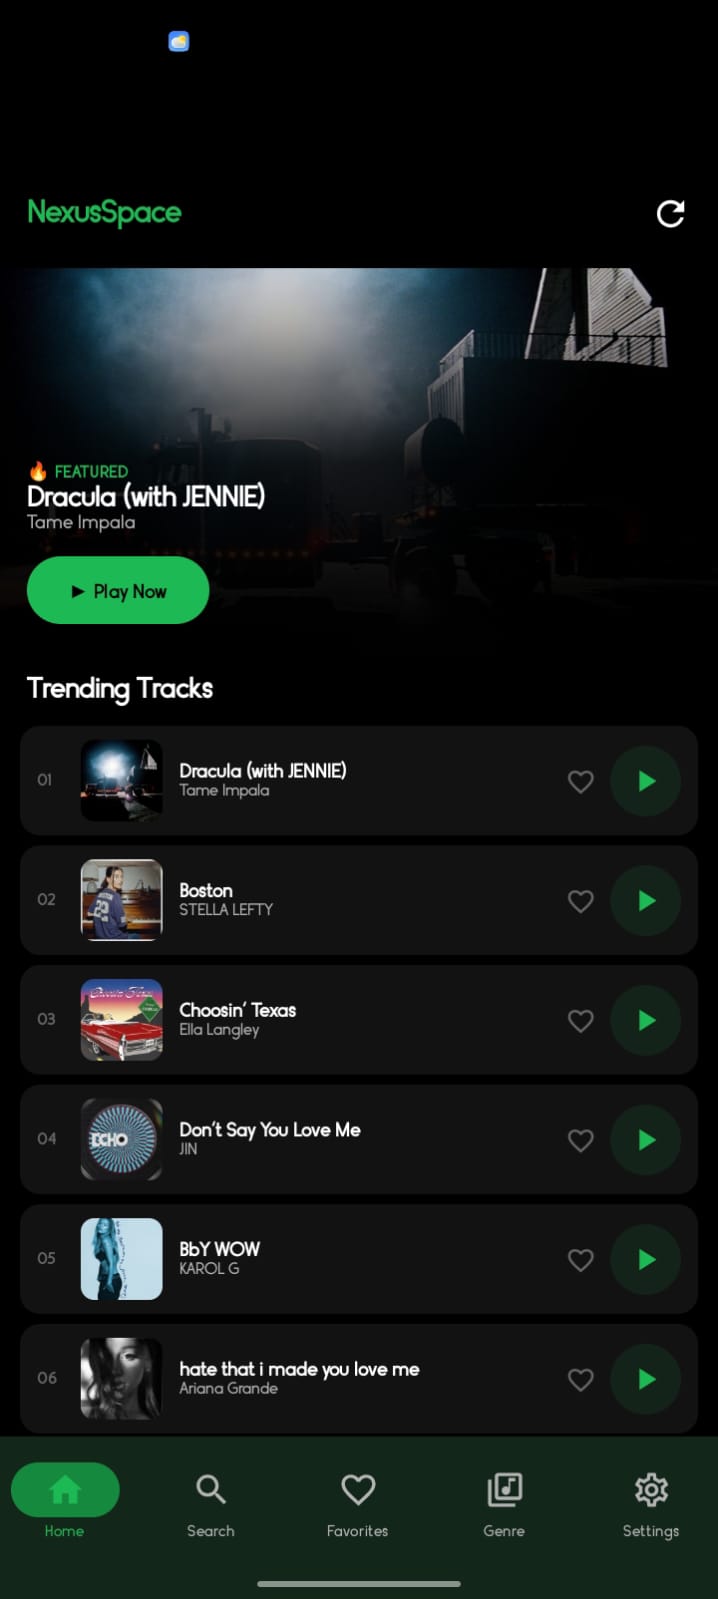 NexusSpace
🔥 FEATURED
Dracula (with JENNIE)
Tame Impala
▶ Play Now
Trending Tracks
01
Dracula (with JENNIE)
Tame Impala
02
Boston
STELLA LEFTY
03
Choosin' Texas
Ella Langley
04
ECHO
Don't Say You Love Me
JIN
05
BbY WOW
KAROL G
06
hate that i made you love me
Ariana Grande
Home
Search
Favorites
Genre
Settings